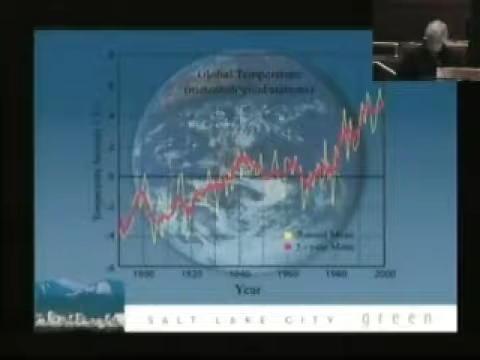 Global Temperature
(meteorological stations)
Temperature Anomaly
1900
1920
1940
1960
1980
2000
Annual Mean
5-year Mean
Year
SALT LAKE CITY green